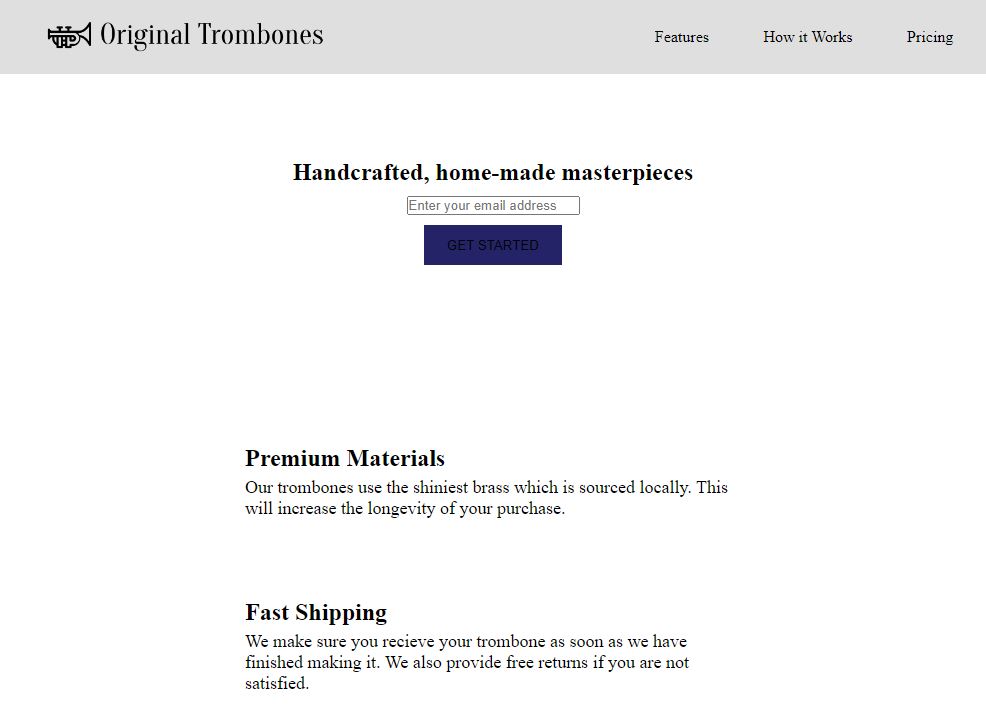 Original Trombones
Features
How it Works
Pricing
Handcrafted, home-made masterpieces
Enter your email address
GET STARTED
Premium Materials
Our trombones use the shiniest brass which is sourced locally. This
will increase the longevity of your purchase.
Fast Shipping
We make sure you recieve your trombone as soon as we have
finished making it. We also provide free returns if you are not
satisfied.